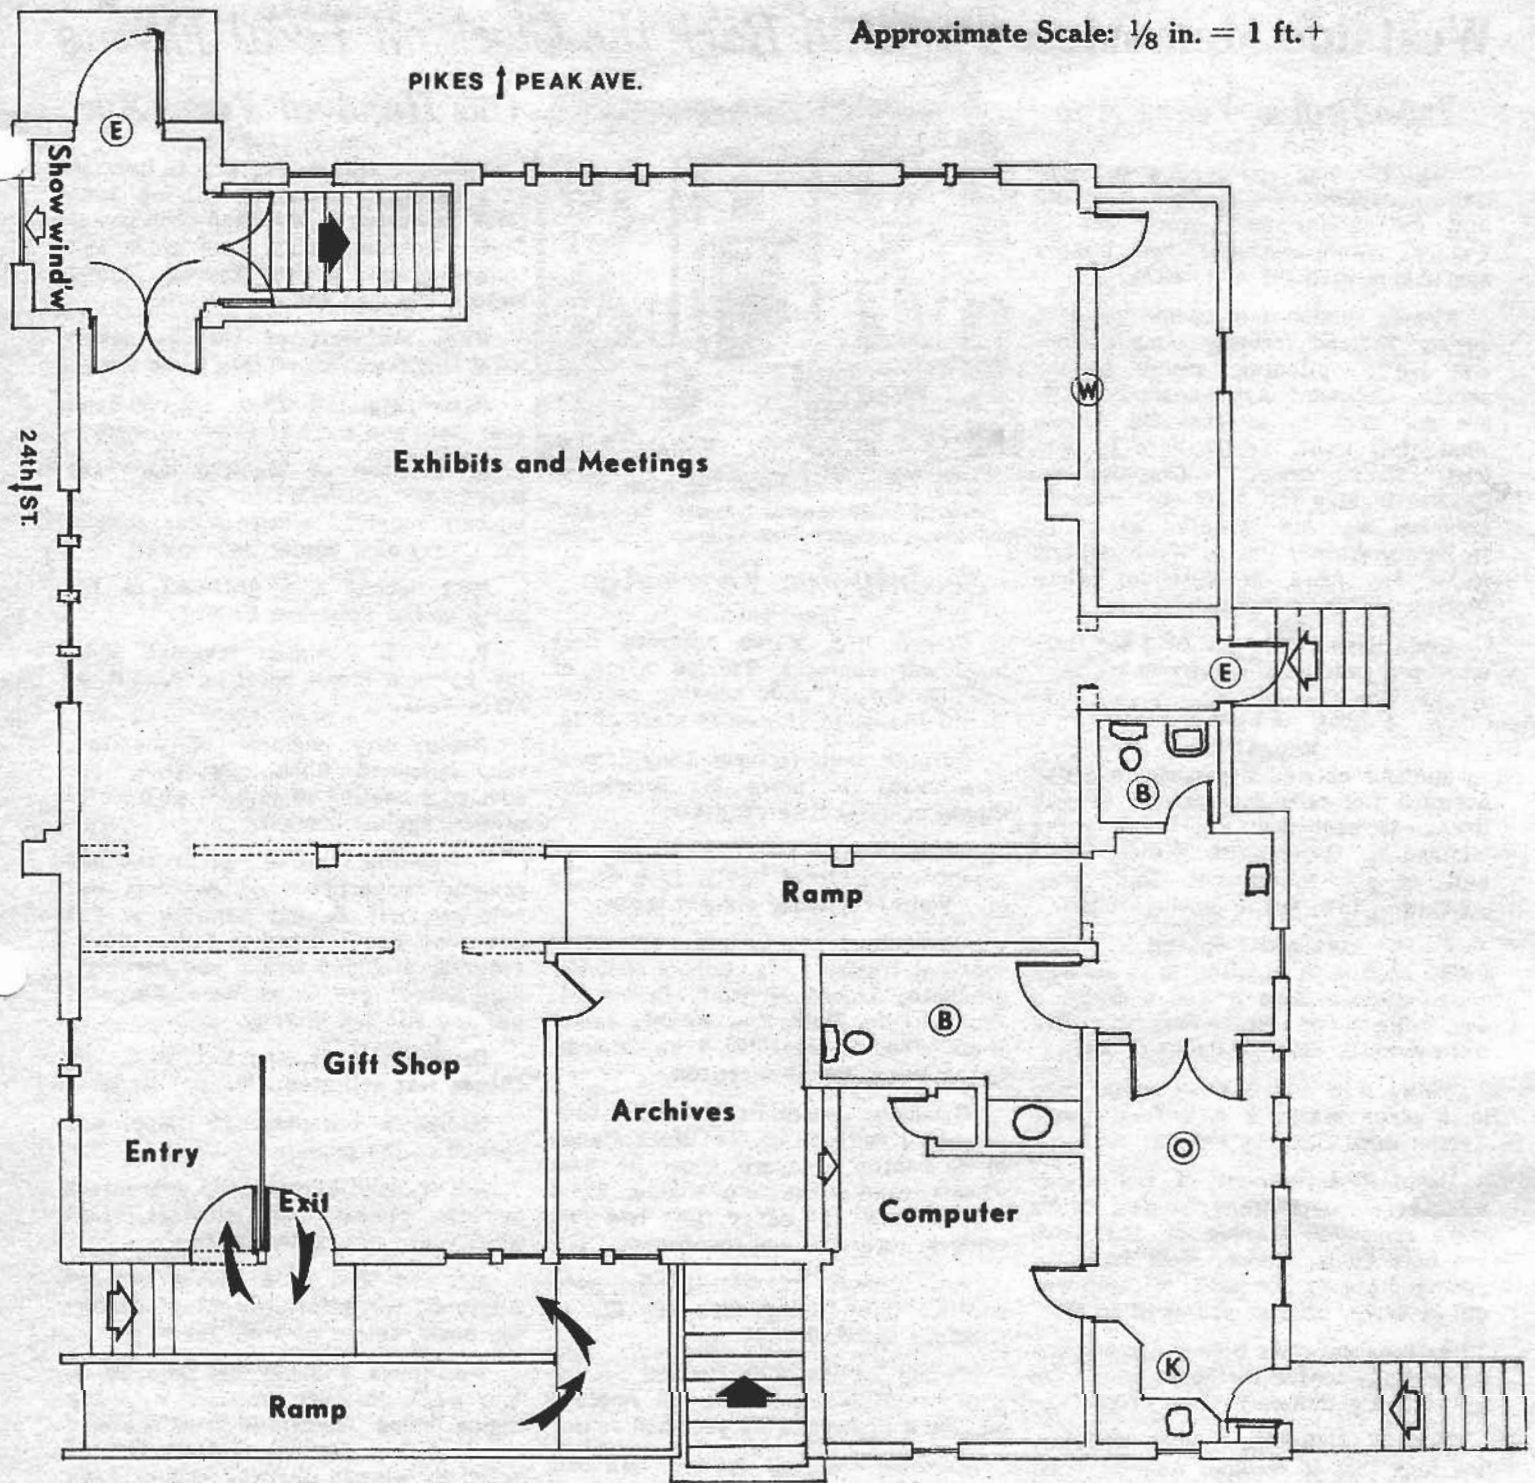 Approximate Scale: ⅛ in. = 1 ft.+
PIKES PEAK AVE.
E
Show wind'w
W
24th ST.
Exhibits and Meetings
E
B
Ramp
B
Gift Shop
Archives
O
Entry
Exit
Computer
K
Ramp